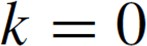 k = 0